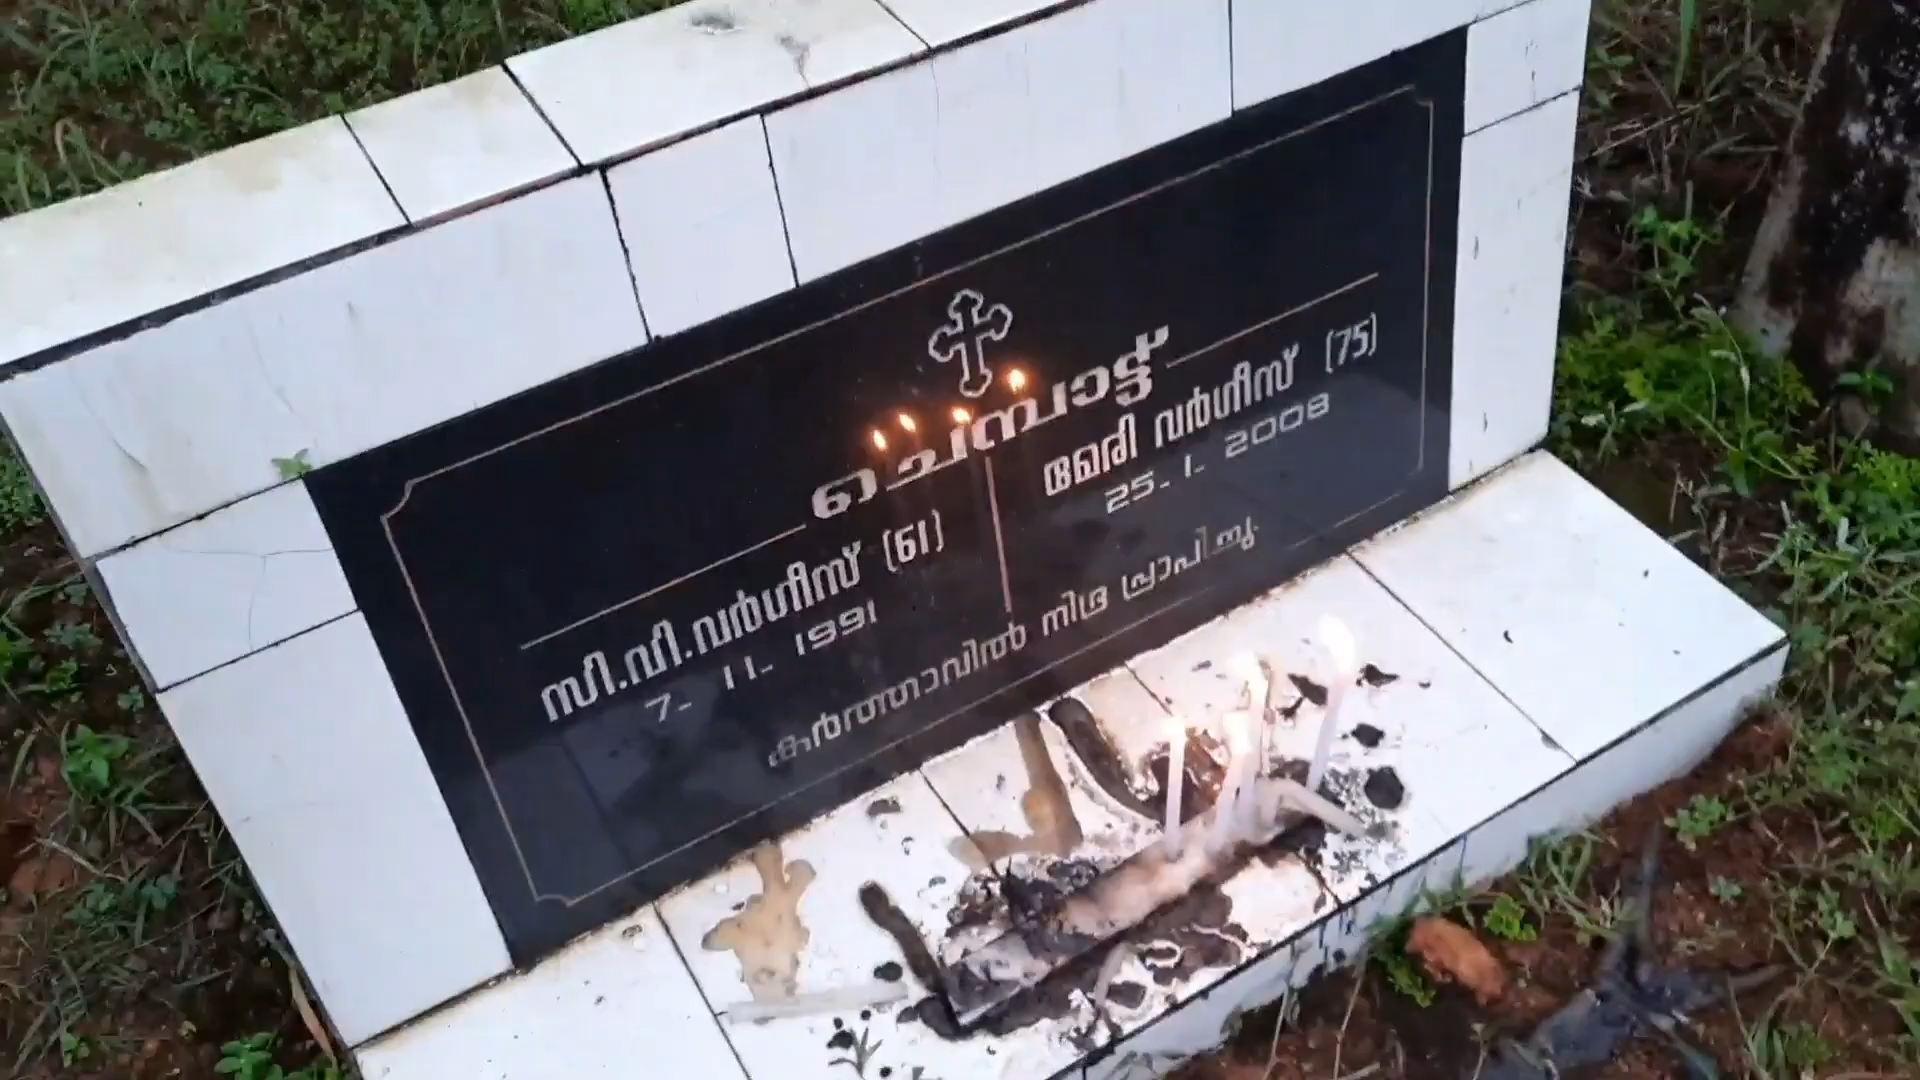 ചെമ്പാട്ട്
സി.വി.വർഗീസ് (61)
7- 11- 1991
മേരി വർഗീസ് (75)
25-1-2008
കർത്താവിൽ നിദ്ര പ്രാപിച്ചു.